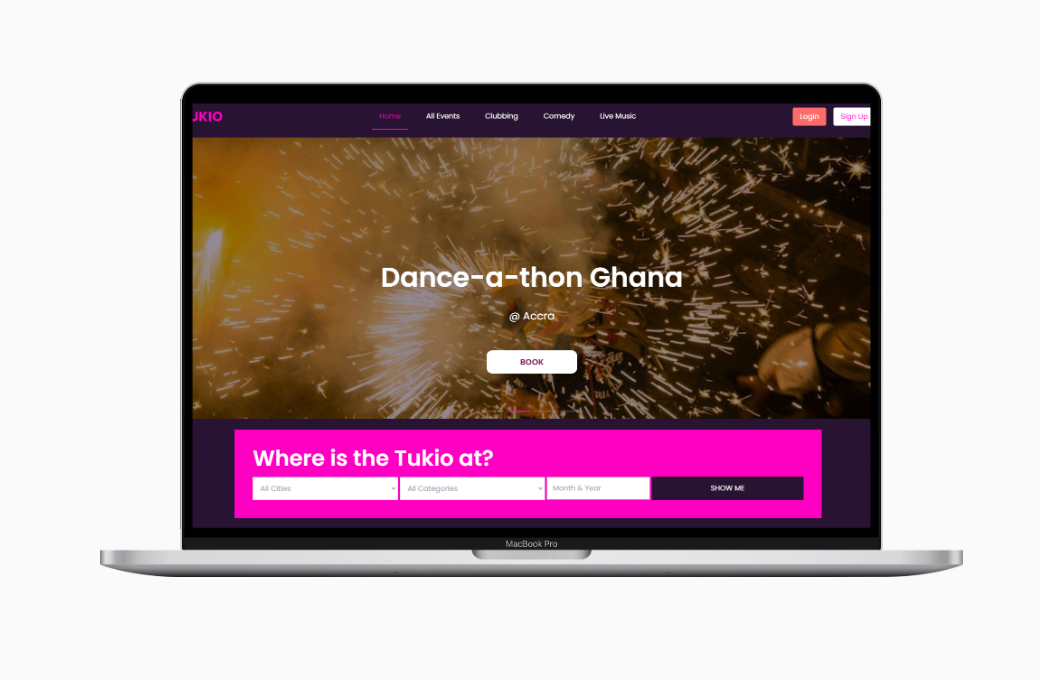 UKIO
Home All Events Clubbing Comedy Live Music Login Sign Up
Dance-a-thon Ghana
@ Accra
BOOK
Where is the Tukio at?
All Cities All Categories Month & Year SHOW ME
MacBook Pro